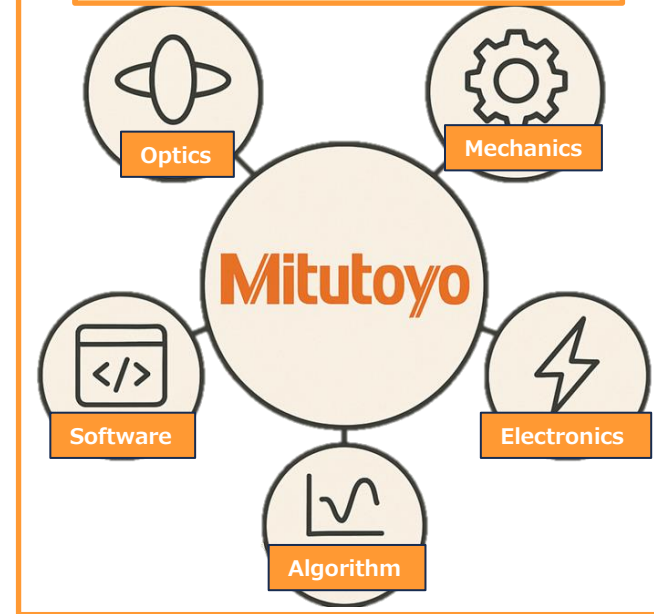 Optics
Mechanics
Mitutoyo
</>
Software
Electronics
Algorithm